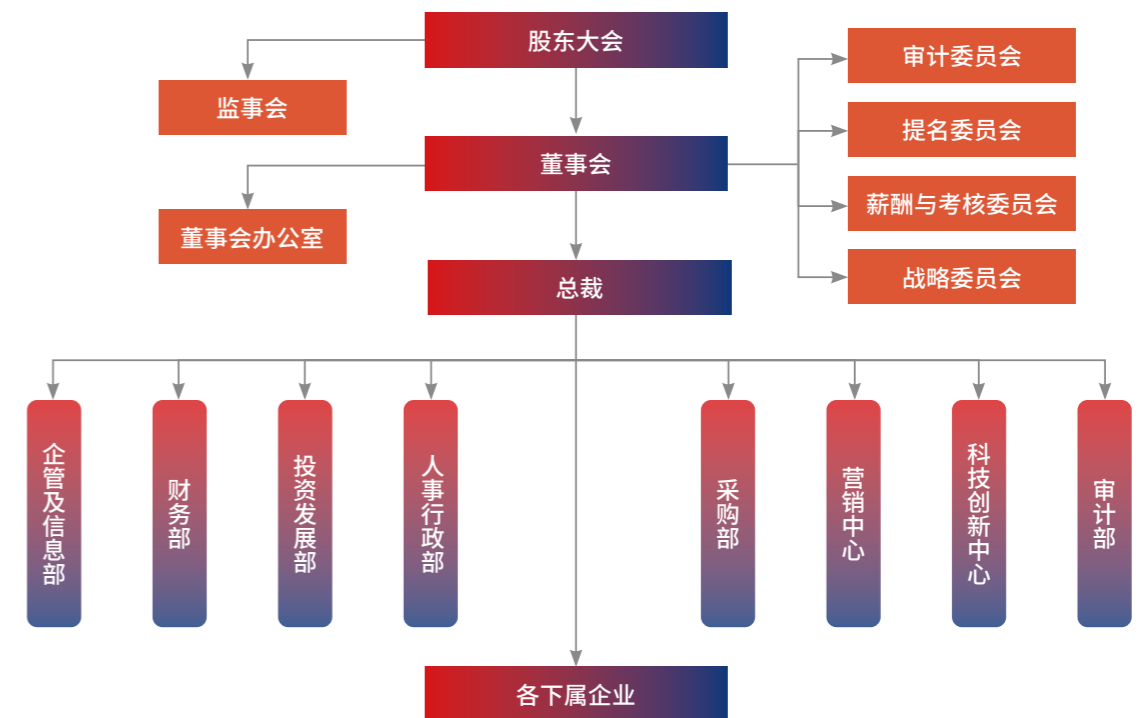 股东大会
监事会
董事会
董事会办公室
审计委员会
提名委员会
薪酬与考核委员会
战略委员会
总裁
企管及信息部
财务部
投资发展部
人事行政部
采购部
营销中心
科技创新中心
审计部
各下属企业